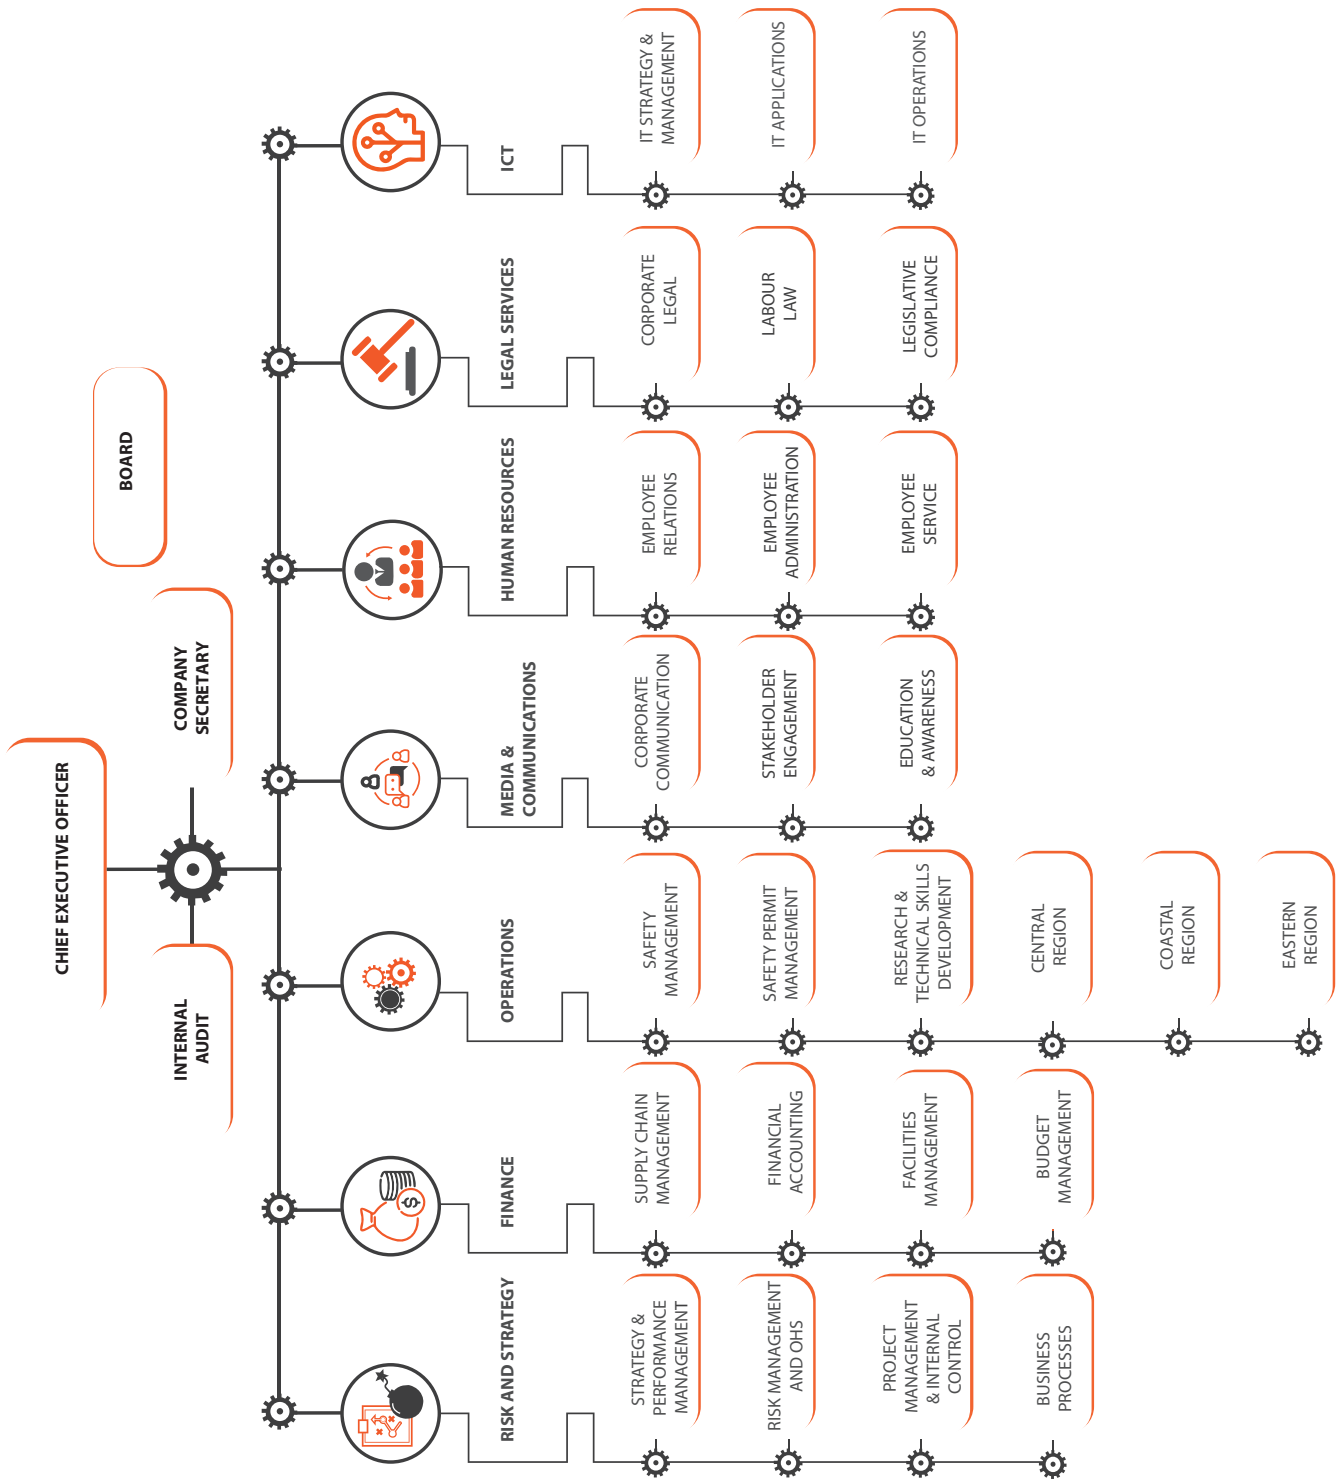 BOARD
CHIEF EXECUTIVE OFFICER
INTERNAL
AUDIT
COMPANY
SECRETARY
RISK AND STRATEGY
STRATEGY &
PERFORMANCE
MANAGEMENT
RISK MANAGEMENT
AND OHS
PROJECT
MANAGEMENT
& INTERNAL
CONTROL
BUSINESS
PROCESSES
FINANCE
SUPPLY CHAIN
MANAGEMENT
FINANCIAL
ACCOUNTING
FACILITIES
MANAGEMENT
BUDGET
MANAGEMENT
OPERATIONS
SAFETY
MANAGEMENT
SAFETY PERMIT
MANAGEMENT
RESEARCH &
TECHNICAL SKILLS
DEVELOPMENT
CENTRAL
REGION
COASTAL
REGION
EASTERN
REGION
MEDIA &
COMMUNICATIONS
CORPORATE
COMMUNICATION
STAKEHOLDER
ENGAGEMENT
EDUCATION
& AWARENESS
HUMAN RESOURCES
EMPLOYEE
RELATIONS
EMPLOYEE
ADMINISTRATION
EMPLOYEE
SERVICE
LEGAL SERVICES
CORPORATE
LEGAL
LABOUR
LAW
LEGISLATIVE
COMPLIANCE
ICT
IT STRATEGY &
MANAGEMENT
IT APPLICATIONS
IT OPERATIONS